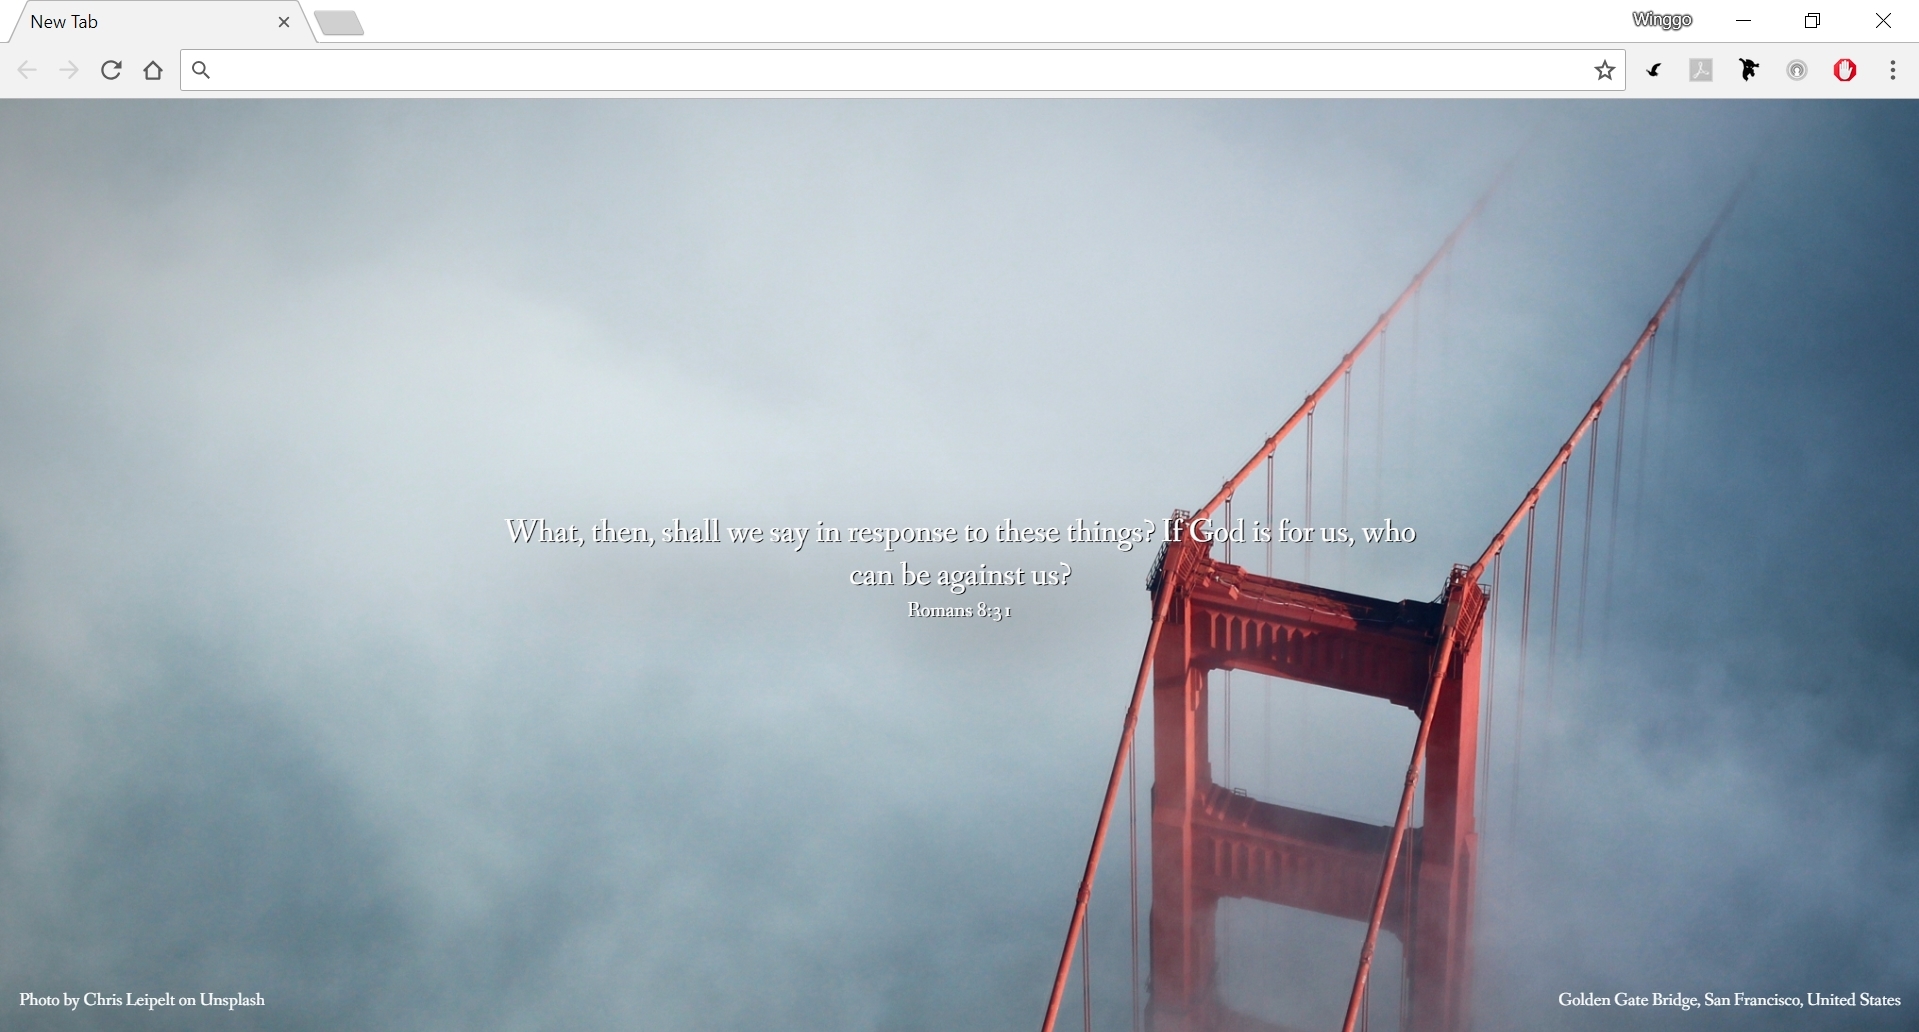 New Tab
Winggo
What, then, shall we say in response to these things? If God is for us, who
can be against us?
Romans 8:31
Photo by Chris Leipelt on Unsplash
Golden Gate Bridge, San Francisco, United States